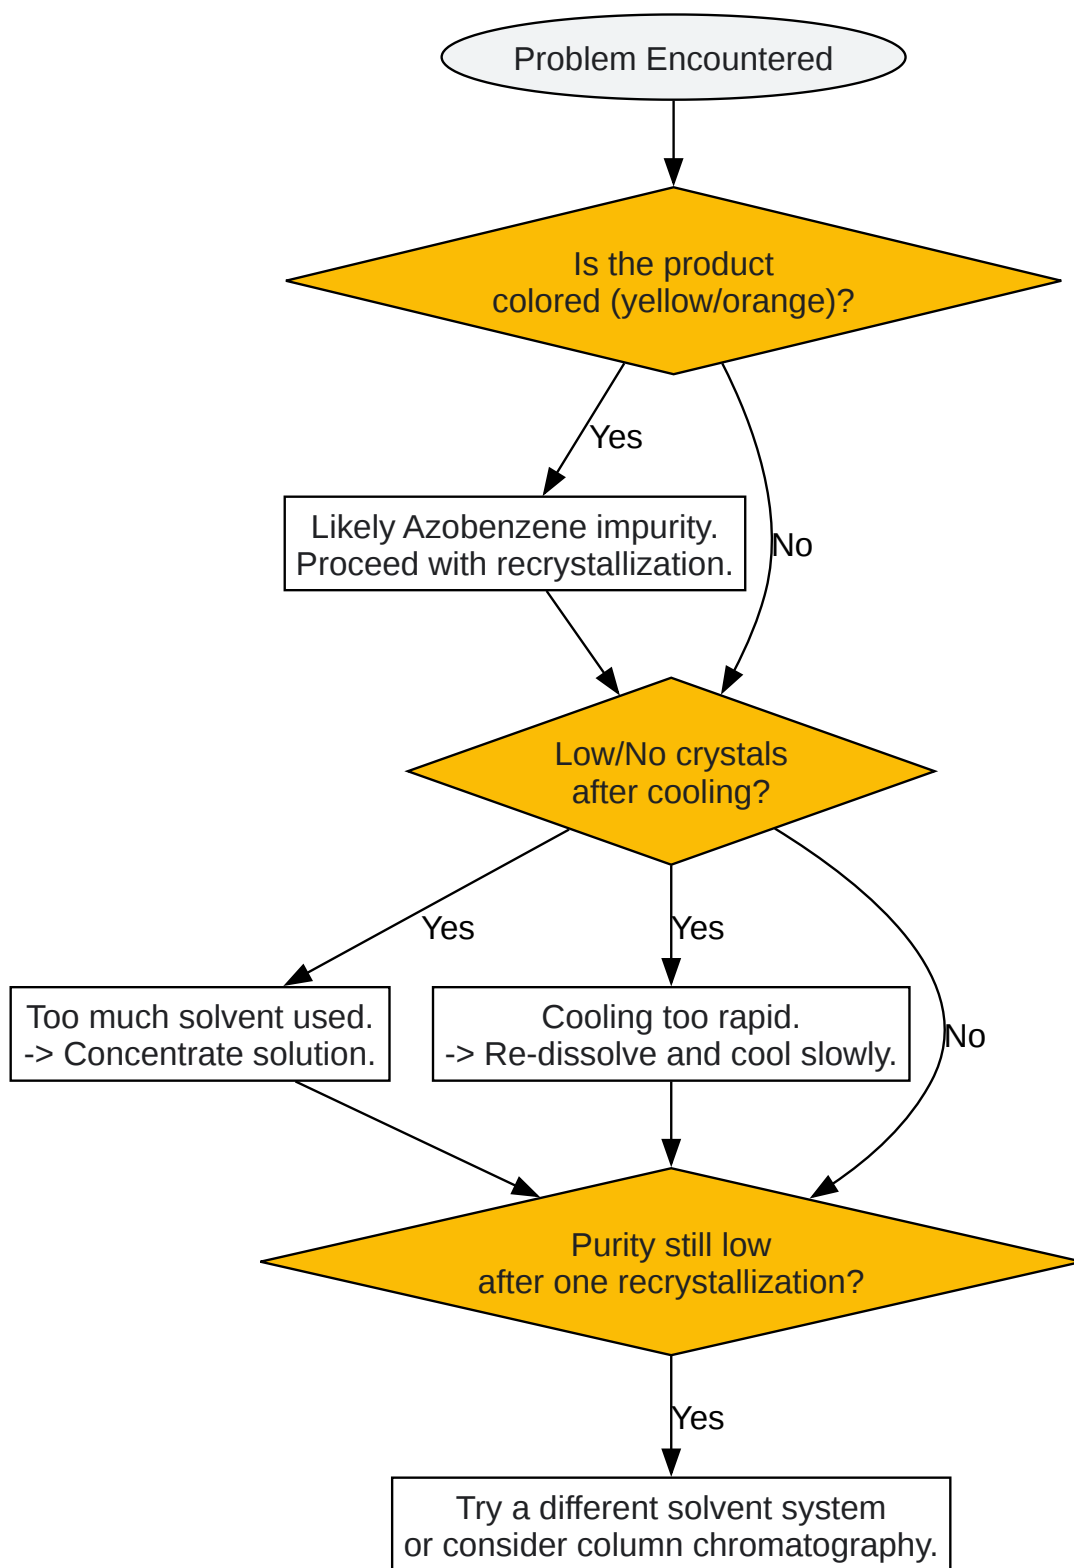 Problem Encountered
Is the product
colored (yellow/orange)?
Yes
No
Likely Azobenzene impurity.
Proceed with recrystallization.
Low/No crystals
after cooling?
Yes
Yes
No
Too much solvent used.
-> Concentrate solution.
Cooling too rapid.
-> Re-dissolve and cool slowly.
Purity still low
after one recrystallization?
Yes
Try a different solvent system
or consider column chromatography.